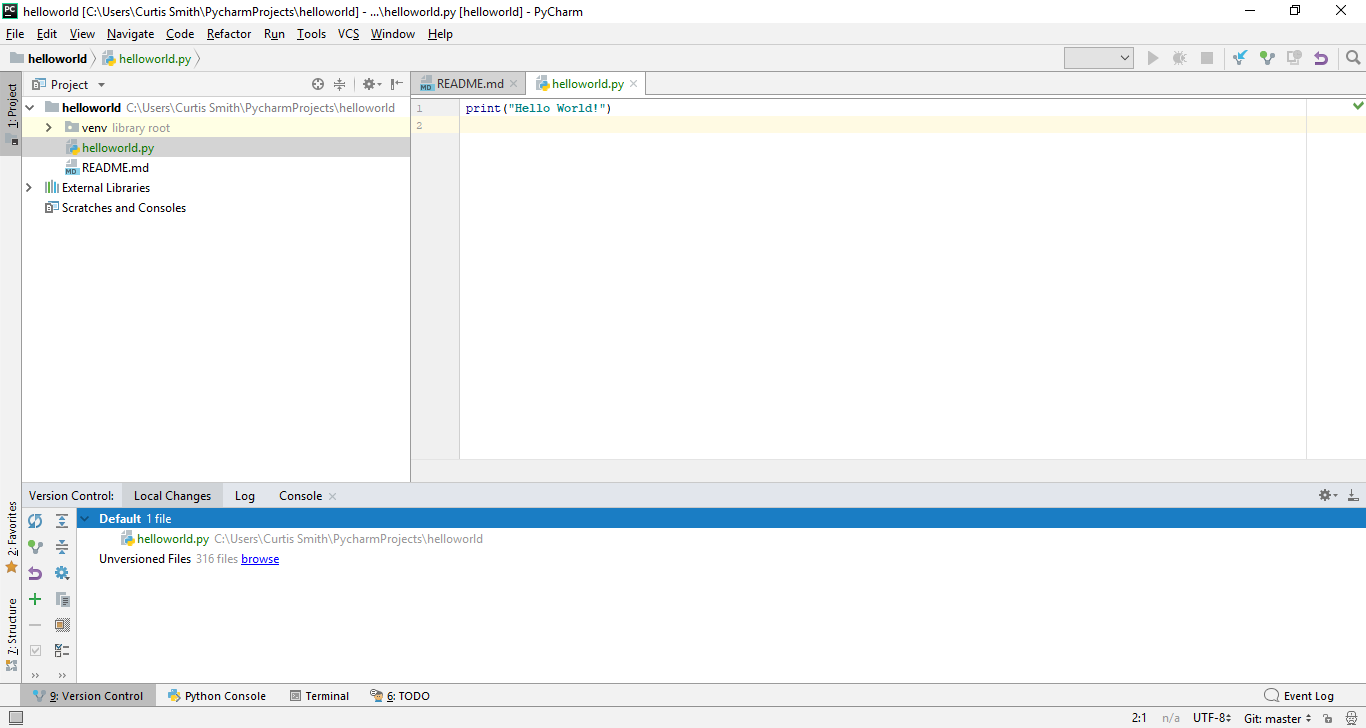 PC helloworld [C:\Users\Curtis Smith\PycharmProjects\helloworld] - ...\helloworld.py [helloworld] - PyCharm
File Edit View Navigate Code Refactor Run Tools VCS Window Help
helloworld helloworld.py
1: Project
Project
README.md helloworld.py
helloworld C:\Users\Curtis Smith\PycharmProjects\helloworld
venv library root
helloworld.py
MD README.md
External Libraries
Scratches and Consoles
1 print("Hello World!")
2
Version Control: Local Changes Log Console
2: Favorites
7: Structure
Default 1 file
helloworld.py C:\Users\Curtis Smith\PycharmProjects\helloworld
Unversioned Files 316 files browse
9: Version Control Python Console Terminal 6: TODO Event Log
2:1 n/a UTF-8 Git: master